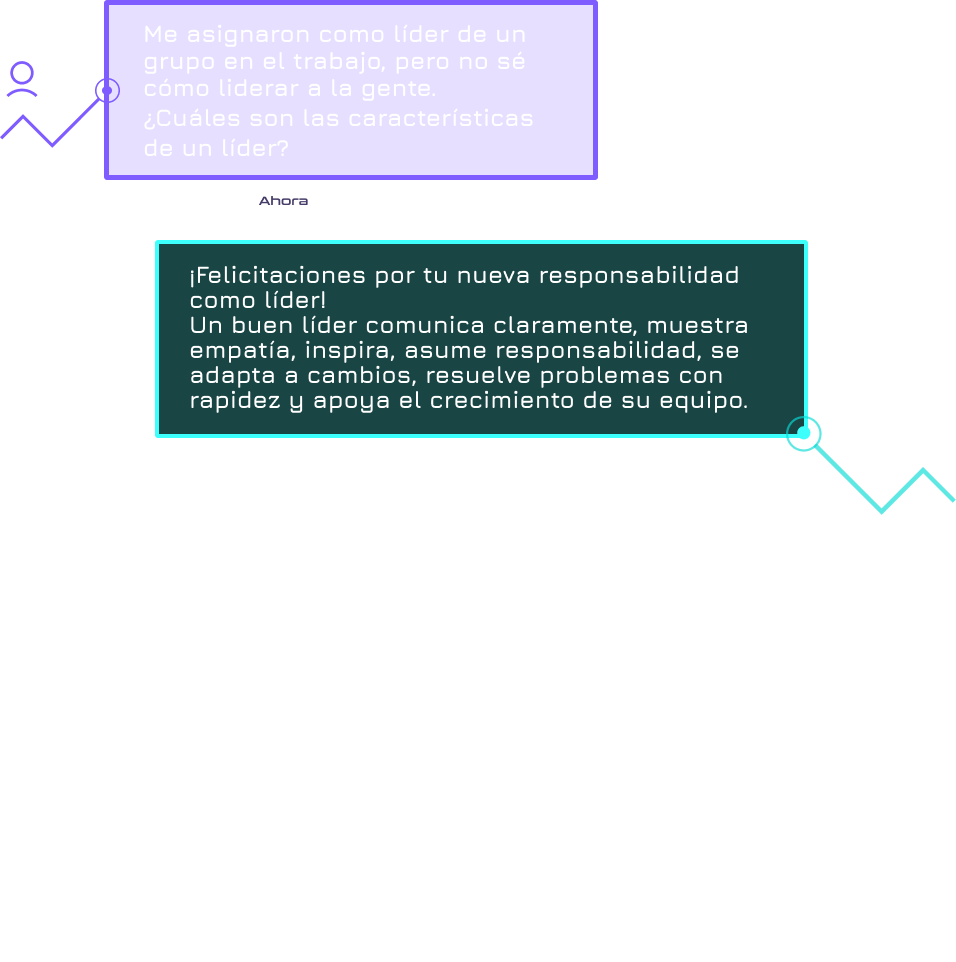 Me asignaron como líder de un
grupo en el trabajo, pero no sé
cómo liderar a la gente.
¿Cuáles son las características
de un líder?
Ahora
¡Felicitaciones por tu nueva responsabilidad
como líder!
Un buen líder comunica claramente, muestra
empatía, inspira, asume responsabilidad, se
adapta a cambios, resuelve problemas con
rapidez y apoya el crecimiento de su equipo.